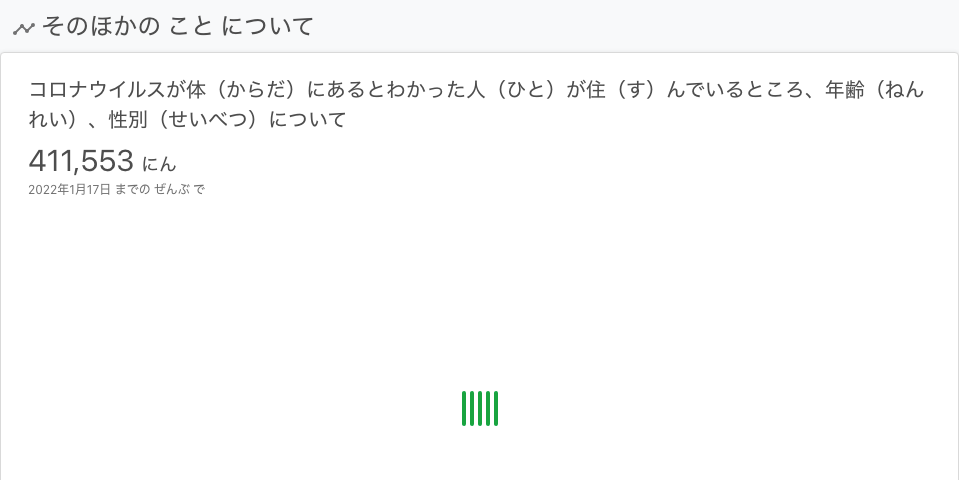 そのほかの こと について
コロナウイルスが体（からだ）にあるとわかった人（ひと）が住（す）んでいるところ、年齢（ねん
れい）、性別（せいべつ）について
411,553 にん
2022年1月17日 までの ぜんぶ で